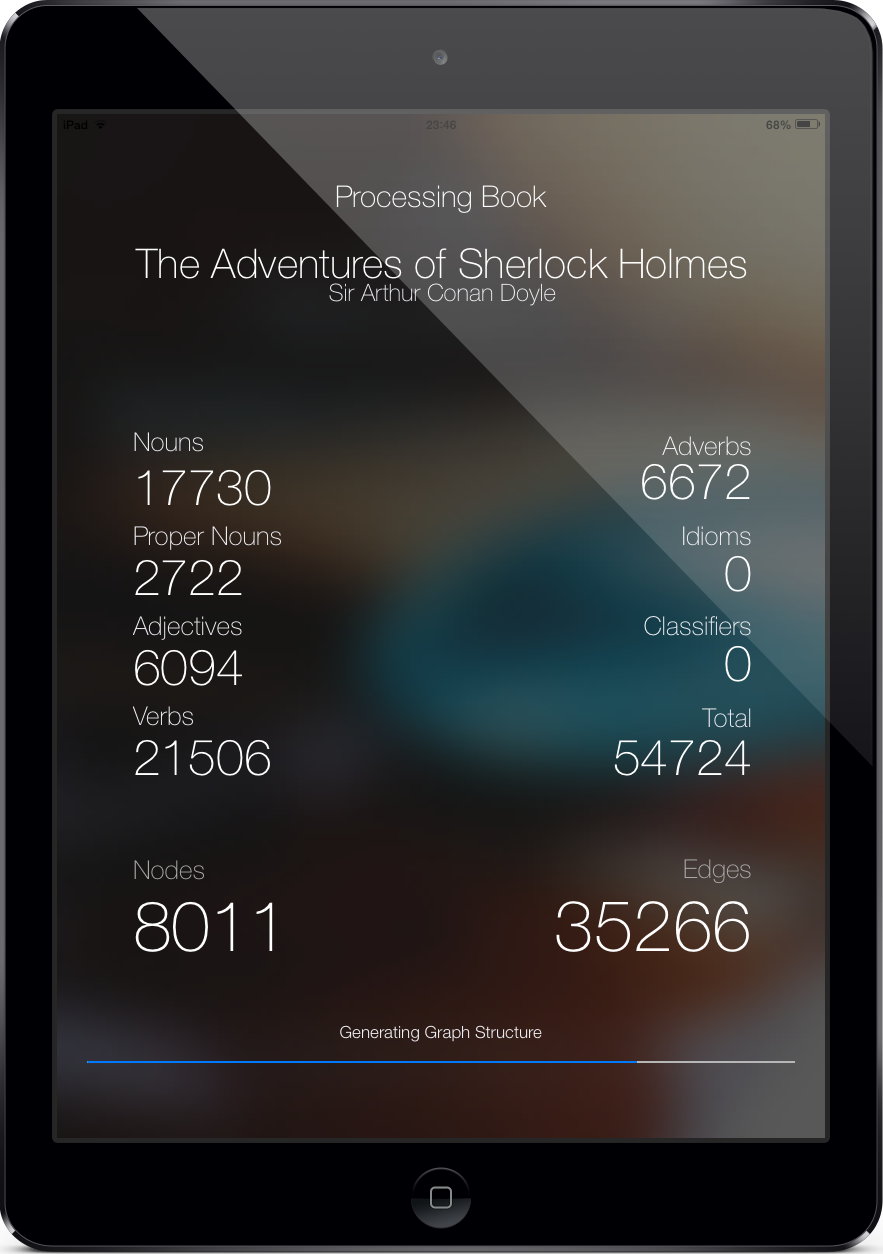 iPad 23:46 68%
Processing Book
The Adventures of Sherlock Holmes
Sir Arthur Conan Doyle
Nouns
17730
Proper Nouns
2722
Adjectives
6094
Verbs
21506
Adverbs
6672
Idioms
0
Classifiers
0
Total
54724
Nodes
8011
Edges
35266
Generating Graph Structure